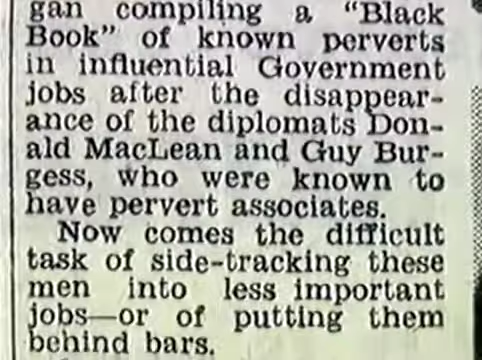 gan compiling a “Black
Book” of known perverts
in influential Government
jobs after the disappear-
ance of the diplomats Don-
ald MacLean and Guy Bur-
gess, who were known to
have pervert associates.
Now comes the difficult
task of side-tracking these
men into less important
jobs—or of putting them
behind bars.